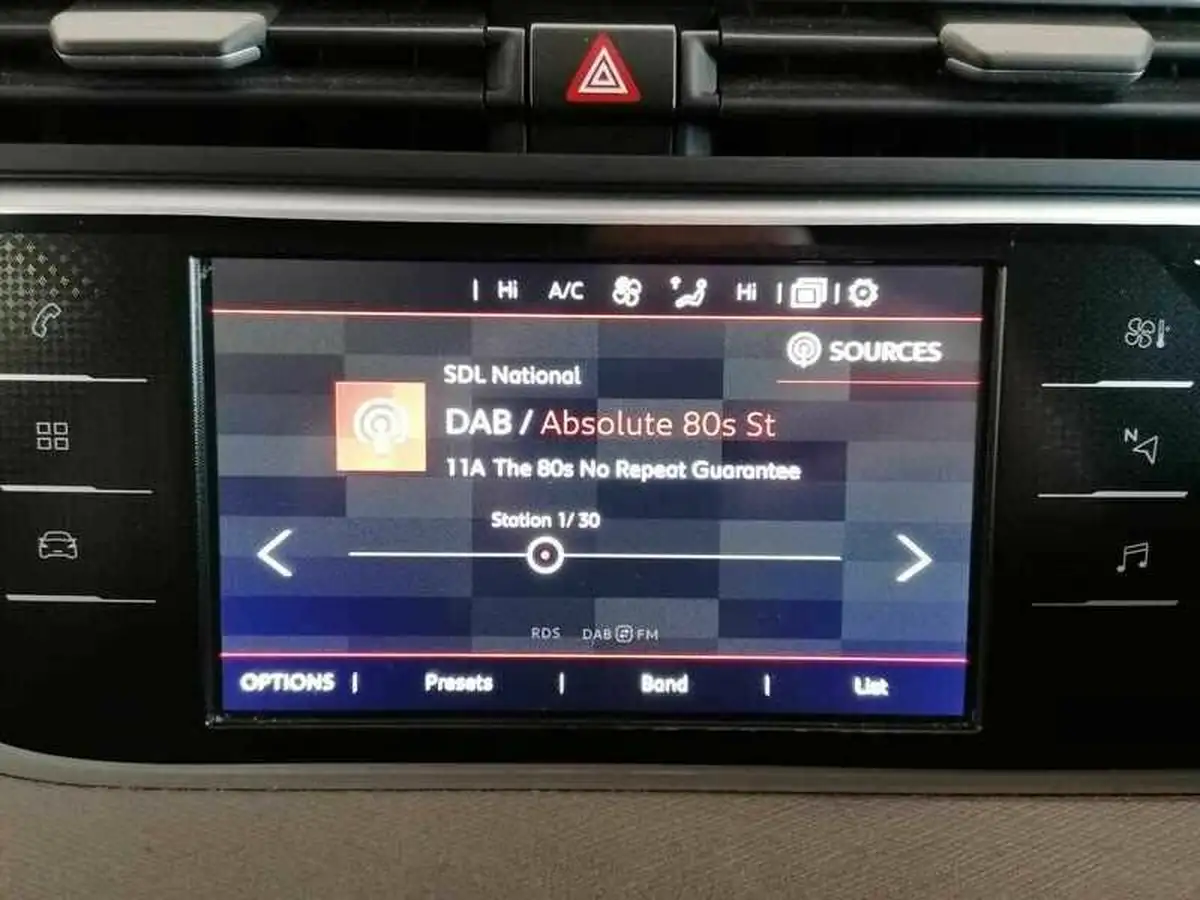 Hi A/C Hi
SOURCES
SDL National
DAB / Absolute 80s St
11A The 80s No Repeat Guarantee
Station 1/30
RDS DAB FM
OPTIONS | Presets | Band | List
N